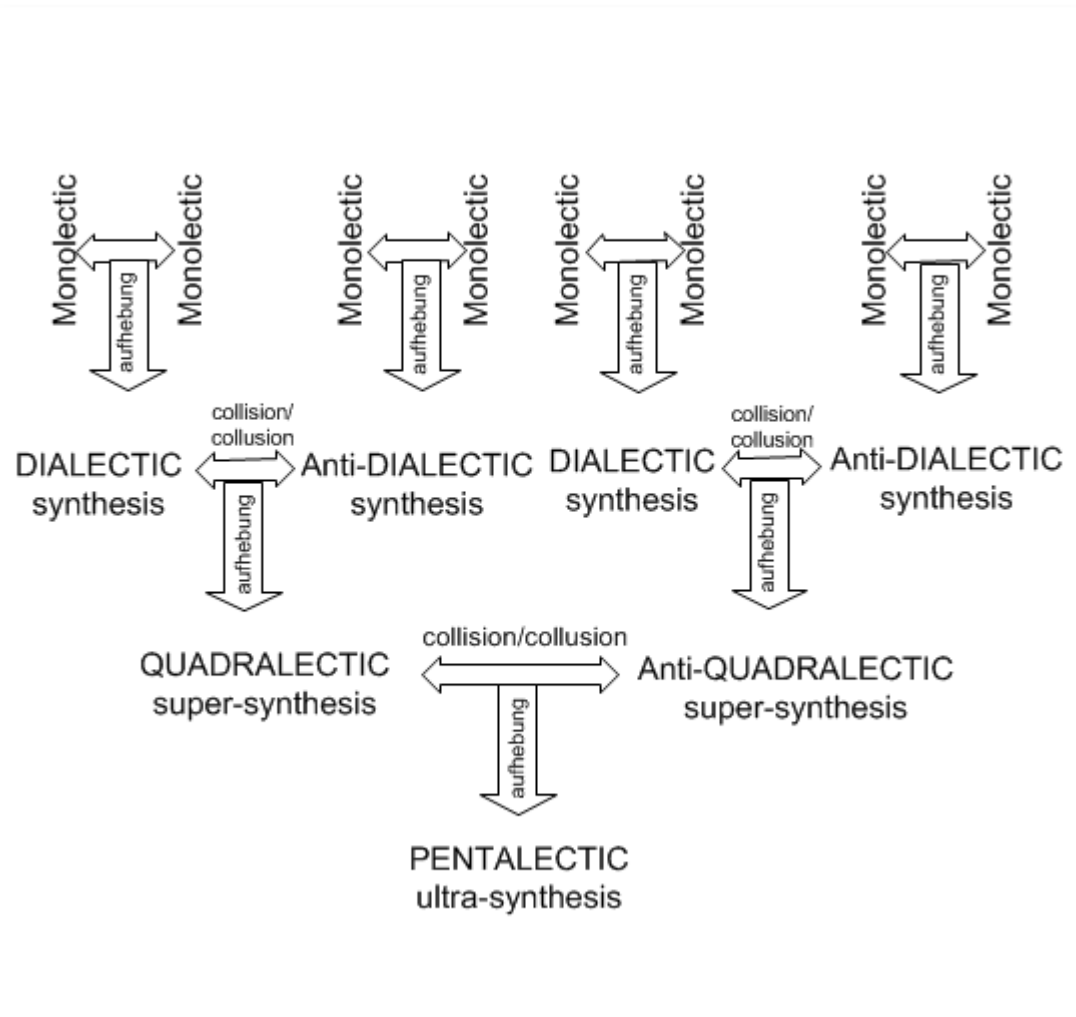 Monolectic
Monolectic
Monolectic
Monolectic
Monolectic
Monolectic
Monolectic
Monolectic
aufhebung
aufhebung
aufhebung
aufhebung
collision/
collusion
collision/
collusion
DIALECTIC
synthesis
Anti-DIALECTIC
synthesis
DIALECTIC
synthesis
Anti-DIALECTIC
synthesis
aufhebung
aufhebung
collision/collusion
QUADRALECTIC
super-synthesis
Anti-QUADRALECTIC
super-synthesis
aufhebung
PENTALECTIC
ultra-synthesis